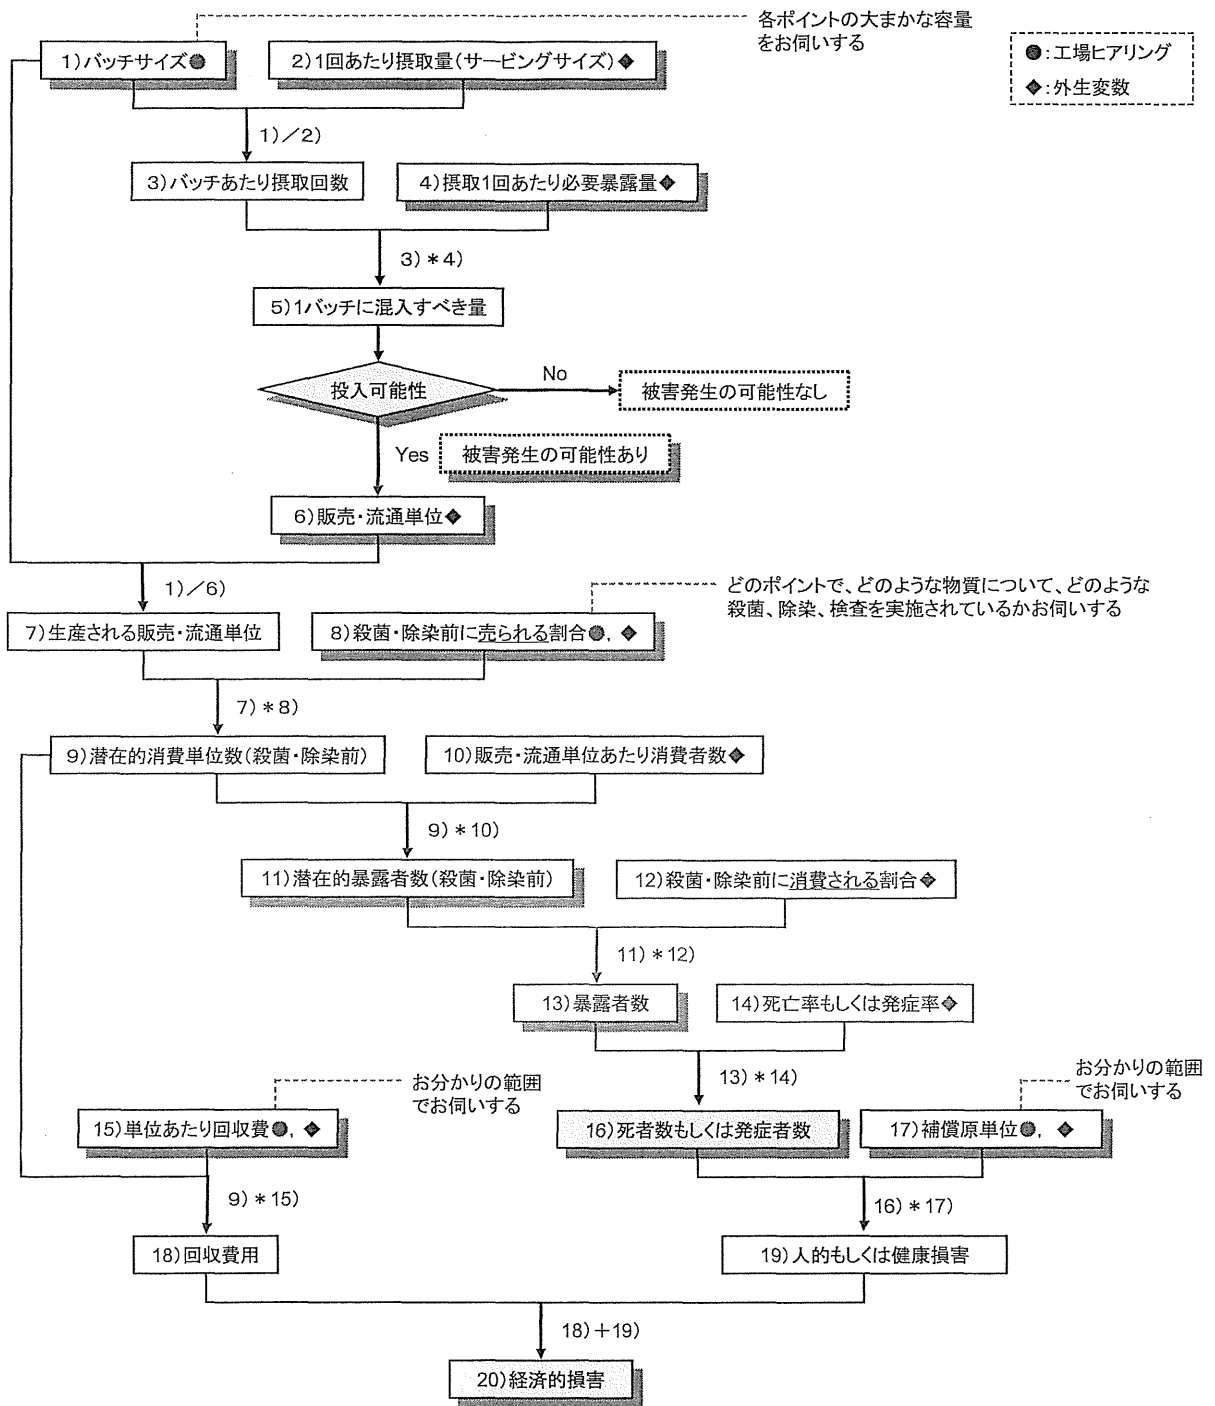 各ポイントの大まかな容量
をお伺いする
●:工場ヒアリング
◆:外生変数
1)バッチサイズ●
2)1回あたり摂取量(サービングサイズ)◆
1)/2)
3)バッチあたり摂取回数
4)摂取1回あたり必要暴露量◆
3)*4)
5)1バッチに混入すべき量
投入可能性
No
被害発生の可能性なし
Yes
被害発生の可能性あり
6)販売・流通単位◆
1)/6)
どのポイントで、どのような物質について、どのような
殺菌、除染、検査を実施されているかお伺いする
7)生産される販売・流通単位
8)殺菌・除染前に売られる割合●,◆
7)*8)
9)潜在的消費単位数(殺菌・除染前)
10)販売・流通単位あたり消費者数◆
9)*10)
11)潜在的暴露者数(殺菌・除染前)
12)殺菌・除染前に消費される割合◆
11)*12)
13)暴露者数
14)死亡率もしくは発症率◆
13)*14)
お分かりの範囲
でお伺いする
お分かりの範囲
でお伺いする
15)単位あたり回収費●,◆
16)死者数もしくは発症者数
17)補償原単位●,◆
9)*15)
16)*17)
18)回収費用
19)人的もしくは健康損害
18)+19)
20)経済的損害